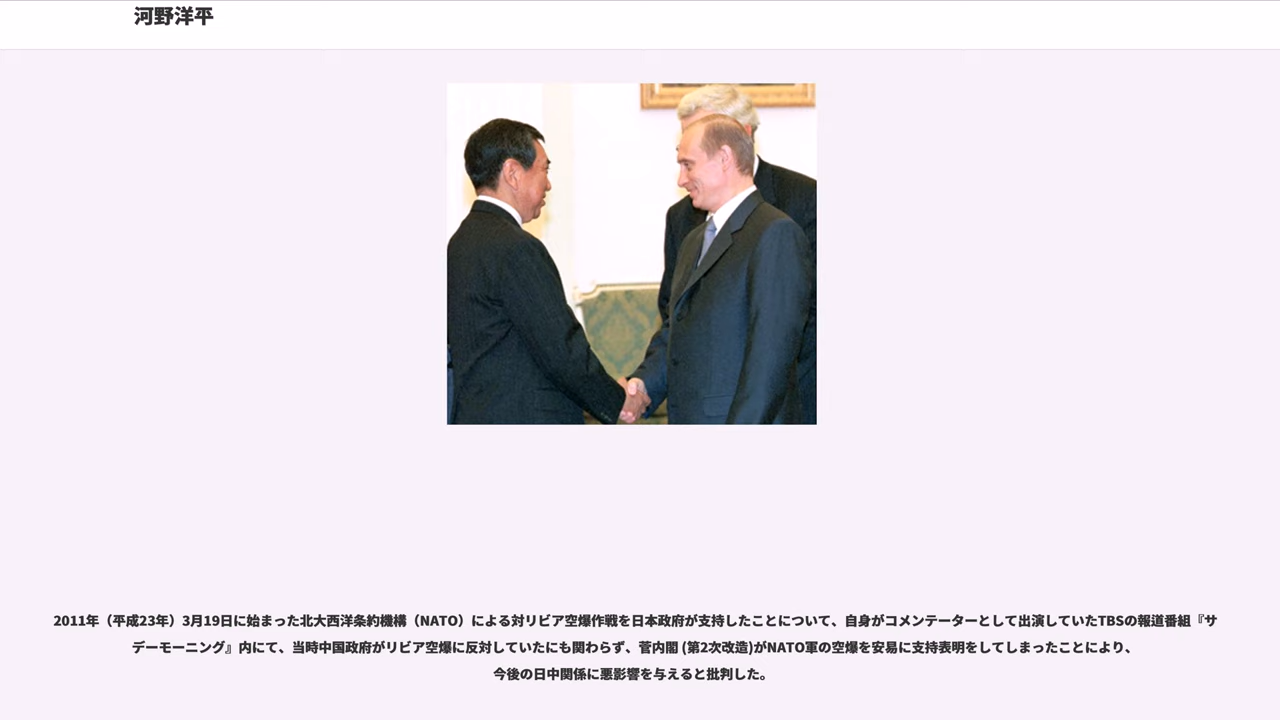 河野洋平
2011年（平成23年）3月19日に始まった北大西洋条約機構（NATO）による対リビア空爆作戦を日本政府が支持したことについて、自身がコメンテーターとして出演していたTBSの報道番組『サ
デーモーニング』内にて、当時中国政府がリビア空爆に反対していたにも関わらず、菅内閣 (第2次改造)がNATO軍の空爆を安易に支持表明をしてしまったことにより、
今後の日中関係に悪影響を与えると批判した。